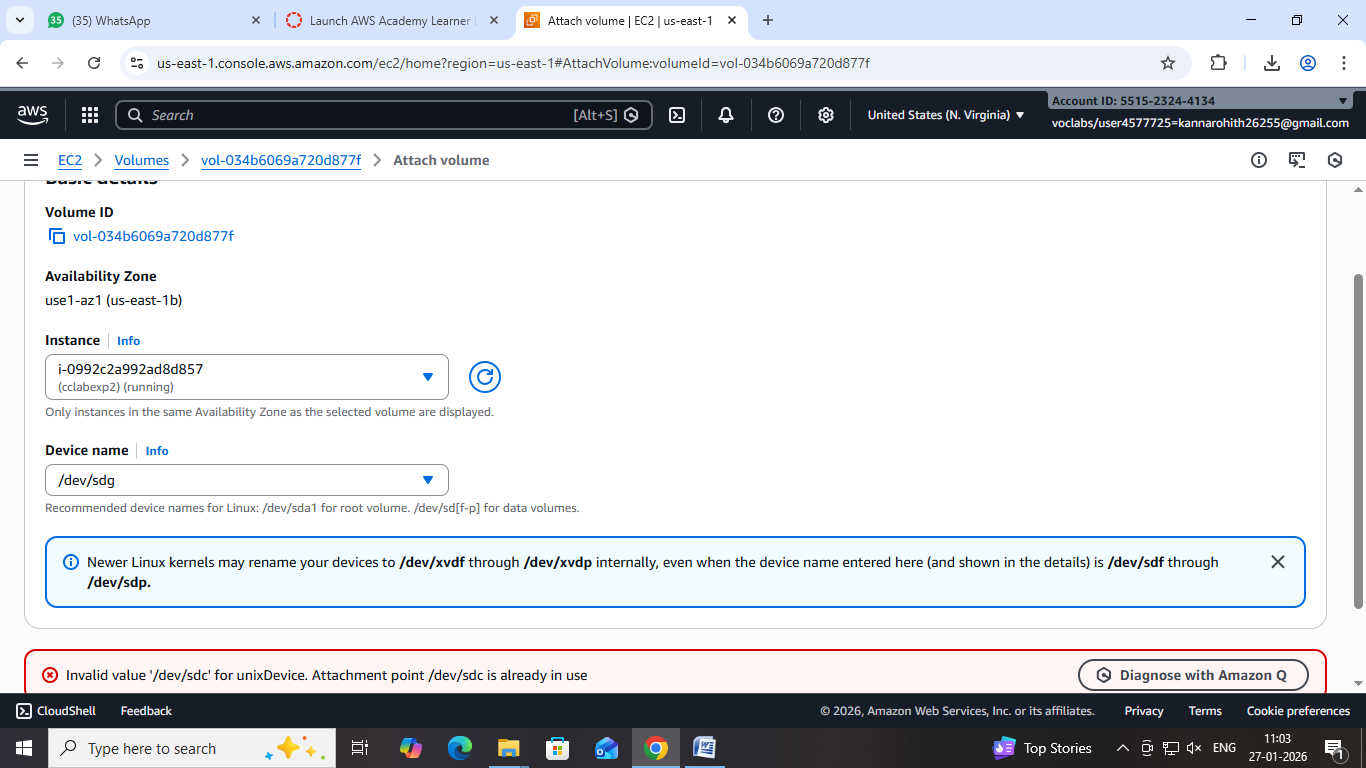 35
(35) WhatsApp
Launch AWS Academy Learner L
Attach volume | EC2 | us-east-1
us-east-1.console.aws.amazon.com/ec2/home?region=us-east-1#AttachVolume:volumeId=vol-034b6069a720d877f
aws
Search
[Alt+S]
United States (N. Virginia)
Account ID: 5515-2324-4134
voclabs/user4577725=kannarohith26255@gmail.com
EC2 > Volumes > vol-034b6069a720d877f > Attach volume
Basic details
Volume ID
vol-034b6069a720d877f
Availability Zone
use1-az1 (us-east-1b)
Instance | Info
i-0992c2a992ad8d857
(cclabexp2) (running)
Only instances in the same Availability Zone as the selected volume are displayed.
Device name | Info
/dev/sdg
Recommended device names for Linux: /dev/sda1 for root volume. /dev/sd[f-p] for data volumes.
Newer Linux kernels may rename your devices to /dev/xvdf through /dev/xvdp internally, even when the device name entered here (and shown in the details) is /dev/sdf through
/dev/sdp.
Invalid value '/dev/sdc' for unixDevice. Attachment point /dev/sdc is already in use
Diagnose with Amazon Q
CloudShell
Feedback
© 2026, Amazon Web Services, Inc. or its affiliates.
Privacy
Terms
Cookie preferences
Type here to search
Top Stories
ENG
11:03
27-01-2026
1